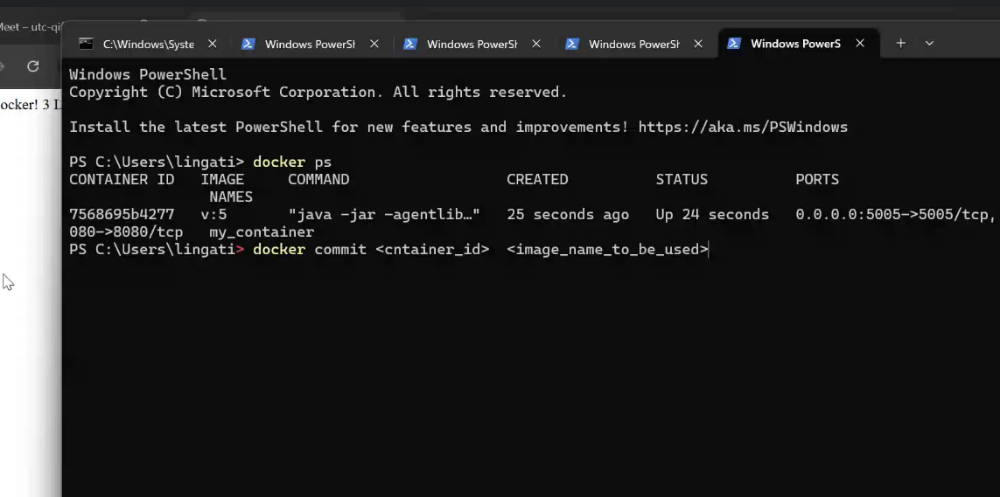 Meet – utc-qi
C:\Windows\Syste Windows PowerSh Windows PowerSh Windows PowerSh Windows PowerS
ocker! 3 L
Windows PowerShell
Copyright (C) Microsoft Corporation. All rights reserved.
Install the latest PowerShell for new features and improvements! https://aka.ms/PSWindows
PS C:\Users\lingati> docker ps
CONTAINER ID IMAGE COMMAND CREATED STATUS PORTS
NAMES
7568695b4277 v:5 "java -jar -agentlib…" 25 seconds ago Up 24 seconds 0.0.0.0:5005->5005/tcp,
080->8080/tcp my_container
PS C:\Users\lingati> docker commit <cntainer_id> <image_name_to_be_used>